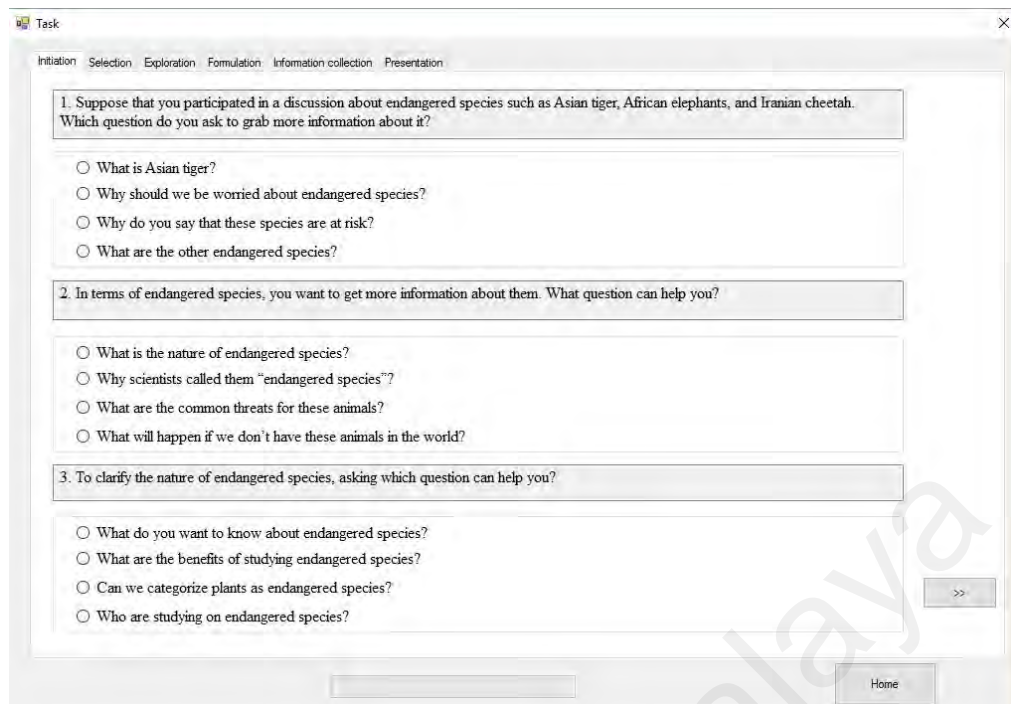 Task
Initiation Selection Exploration Formulation Information collection Presentation
1. Suppose that you participated in a discussion about endangered species such as Asian tiger, African elephants, and Iranian cheetah.
Which question do you ask to grab more information about it?
What is Asian tiger?
Why should we be worried about endangered species?
Why do you say that these species are at risk?
What are the other endangered species?
2. In terms of endangered species, you want to get more information about them. What question can help you?
What is the nature of endangered species?
Why scientists called them “endangered species”?
What are the common threats for these animals?
What will happen if we don’t have these animals in the world?
3. To clarify the nature of endangered species, asking which question can help you?
What do you want to know about endangered species?
What are the benefits of studying endangered species?
Can we categorize plants as endangered species?
Who are studying on endangered species?
>>
Home
laya